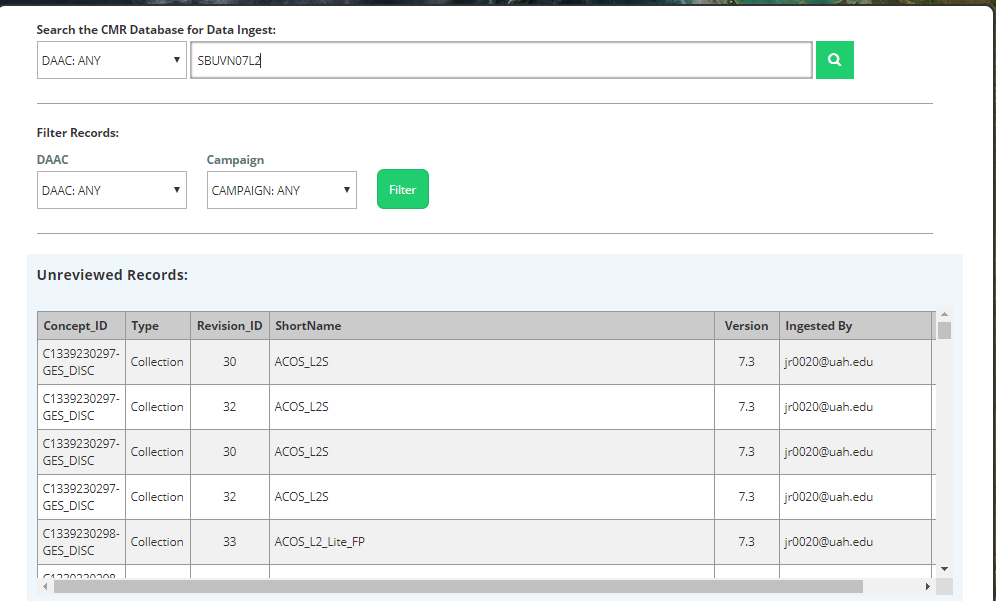 Search the CMR Database for Data Ingest:
DAAC: ANY SBUVN07L2
Filter Records:
DAAC Campaign
DAAC: ANY CAMPAIGN: ANY Filter
Unreviewed Records:
Concept_ID Type Revision_ID ShortName Version Ingested By
C1339230297-
GES_DISC Collection 30 ACOS_L2S 7.3 jr0020@uah.edu
C1339230297-
GES_DISC Collection 32 ACOS_L2S 7.3 jr0020@uah.edu
C1339230297-
GES_DISC Collection 30 ACOS_L2S 7.3 jr0020@uah.edu
C1339230297-
GES_DISC Collection 32 ACOS_L2S 7.3 jr0020@uah.edu
C1339230298-
GES_DISC Collection 33 ACOS_L2_Lite_FP 7.3 jr0020@uah.edu